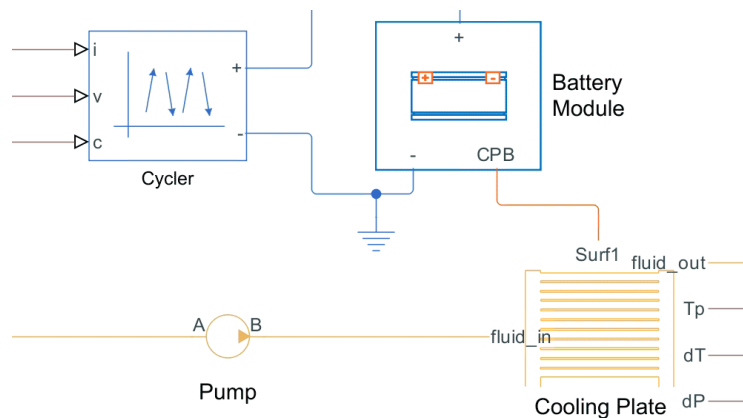 i
v
c
+
-
Cycler
+
+
-
-
CPB
Battery
Module
Surf1
fluid_out
Tp
dT
dP
fluid_in
A
B
Pump
Cooling Plate